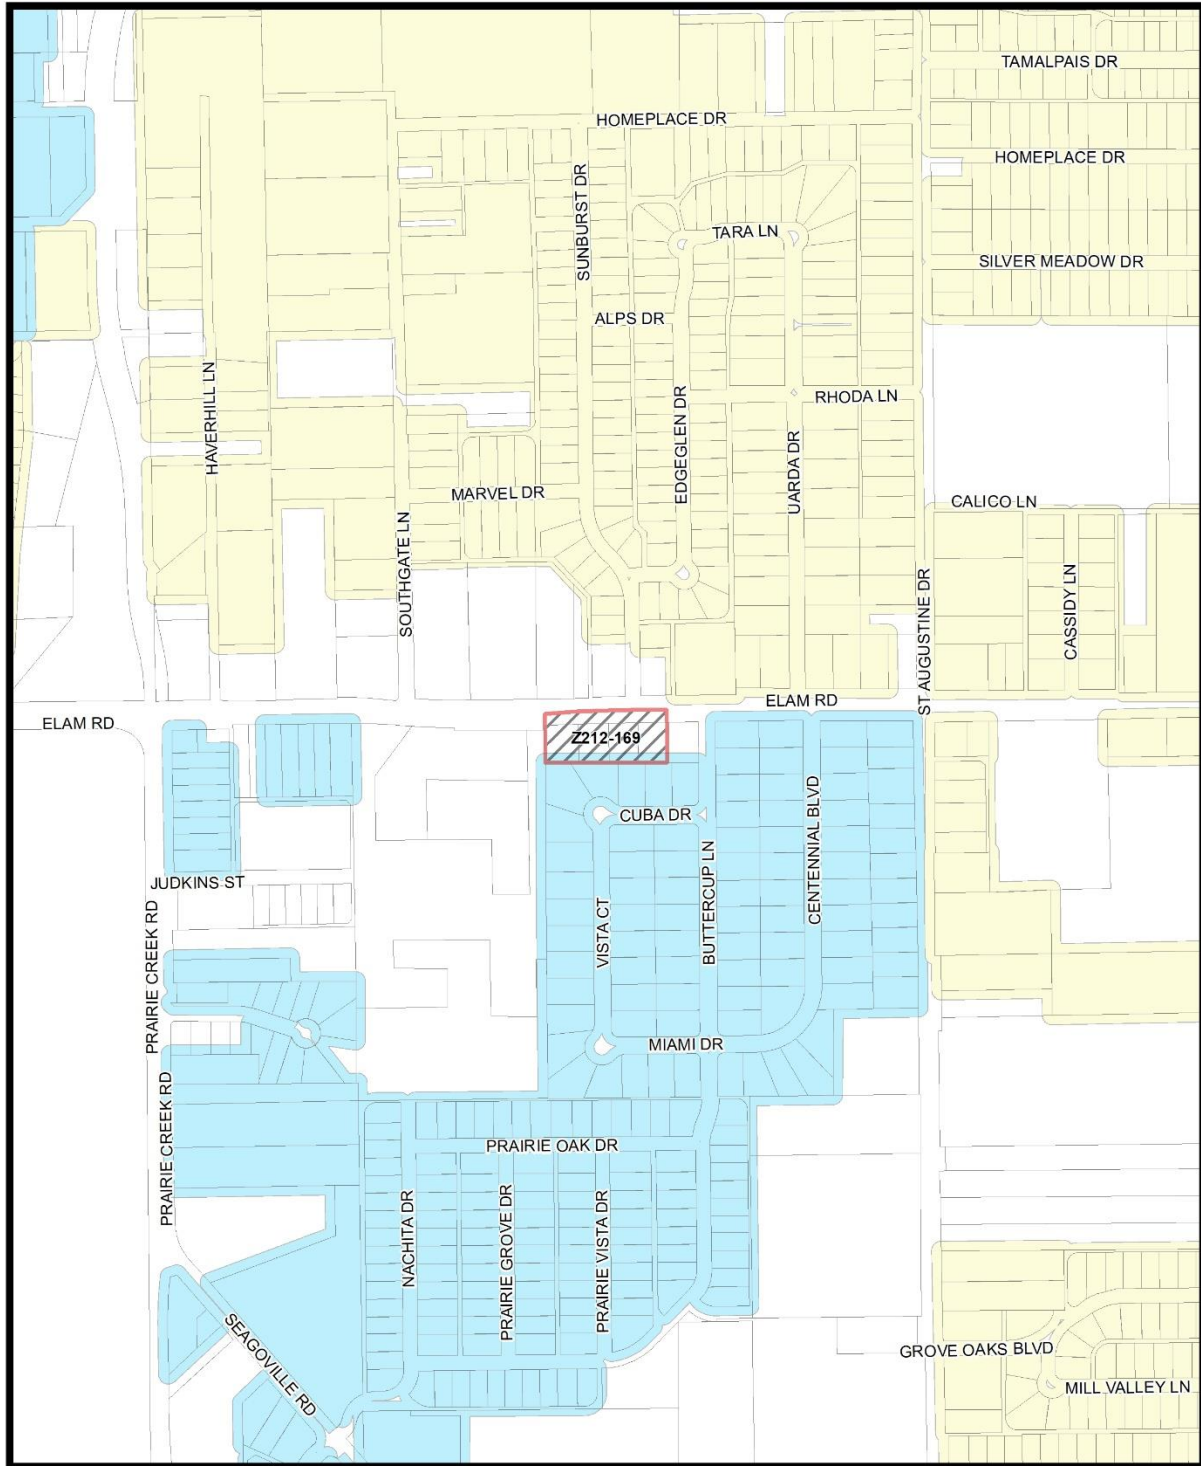 TAMALPAIS DR
HOMEPLACE DR
HOMEPLACE DR
SUNBURST DR
TARA LN
SILVER MEADOW DR
ALPS DR
HAVERHILL LN
EDGEGLEN DR
RHODA LN
UARDA DR
MARVEL DR
CALICO LN
SOUTHGATE LN
ST AUGUSTINE DR
CASSIDY LN
ELAM RD
ELAM RD
Z212-169
CUBA DR
CENTENNIAL BLVD
BUTTERCUP LN
JUDKINS ST
PRAIRIE CREEK RD
VISTA CT
MIAMI DR
PRAIRIE CREEK RD
PRAIRIE OAK DR
NACHITA DR
PRAIRIE GROVE DR
PRAIRIE VISTA DR
SEAGOVILLE RD
GROVE OAKS BLVD
MILL VALLEY LN